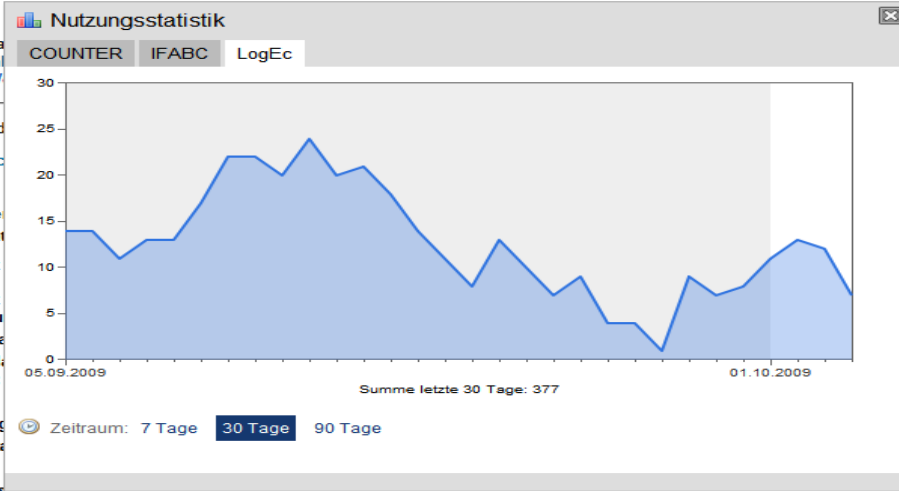 Nutzungsstatistik
COUNTER IFABC LogEc
30
25
20
15
10
5
0
05.09.2009 01.10.2009
Summe letzte 30 Tage: 377
Zeitraum: 7 Tage 30 Tage 90 Tage